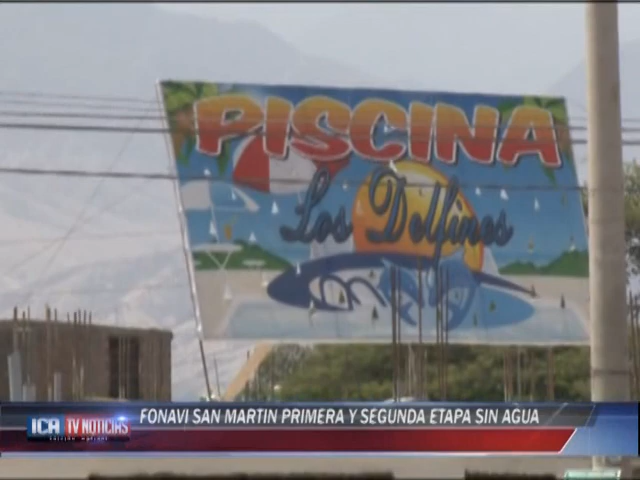 PISCINA
Los Delfines
FONAVI SAN MARTIN PRIMERA Y SEGUNDA ETAPA SIN AGUA
ICA TV NOTICIAS